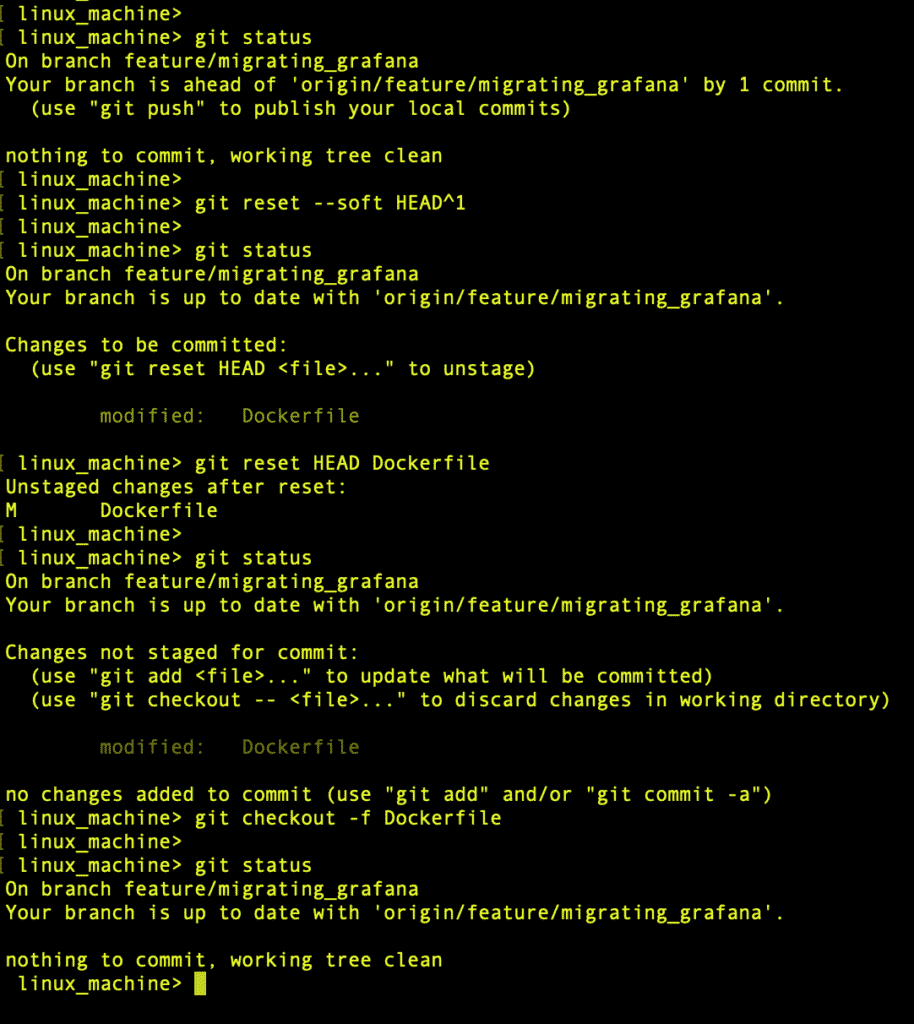 [ linux_machine>
[ linux_machine> git status
On branch feature/migrating_grafana
Your branch is ahead of 'origin/feature/migrating_grafana' by 1 commit.
  (use "git push" to publish your local commits)

nothing to commit, working tree clean
[ linux_machine>
[ linux_machine> git reset --soft HEAD^1
[ linux_machine>
[ linux_machine> git status
On branch feature/migrating_grafana
Your branch is up to date with 'origin/feature/migrating_grafana'.

Changes to be committed:
  (use "git reset HEAD <file>..." to unstage)

        modified:   Dockerfile

[ linux_machine> git reset HEAD Dockerfile
Unstaged changes after reset:
M       Dockerfile
[ linux_machine>
[ linux_machine> git status
On branch feature/migrating_grafana
Your branch is up to date with 'origin/feature/migrating_grafana'.

Changes not staged for commit:
  (use "git add <file>..." to update what will be committed)
  (use "git checkout -- <file>..." to discard changes in working directory)

        modified:   Dockerfile

no changes added to commit (use "git add" and/or "git commit -a")
[ linux_machine> git checkout -f Dockerfile
[ linux_machine>
[ linux_machine> git status
On branch feature/migrating_grafana
Your branch is up to date with 'origin/feature/migrating_grafana'.

nothing to commit, working tree clean
 linux_machine>